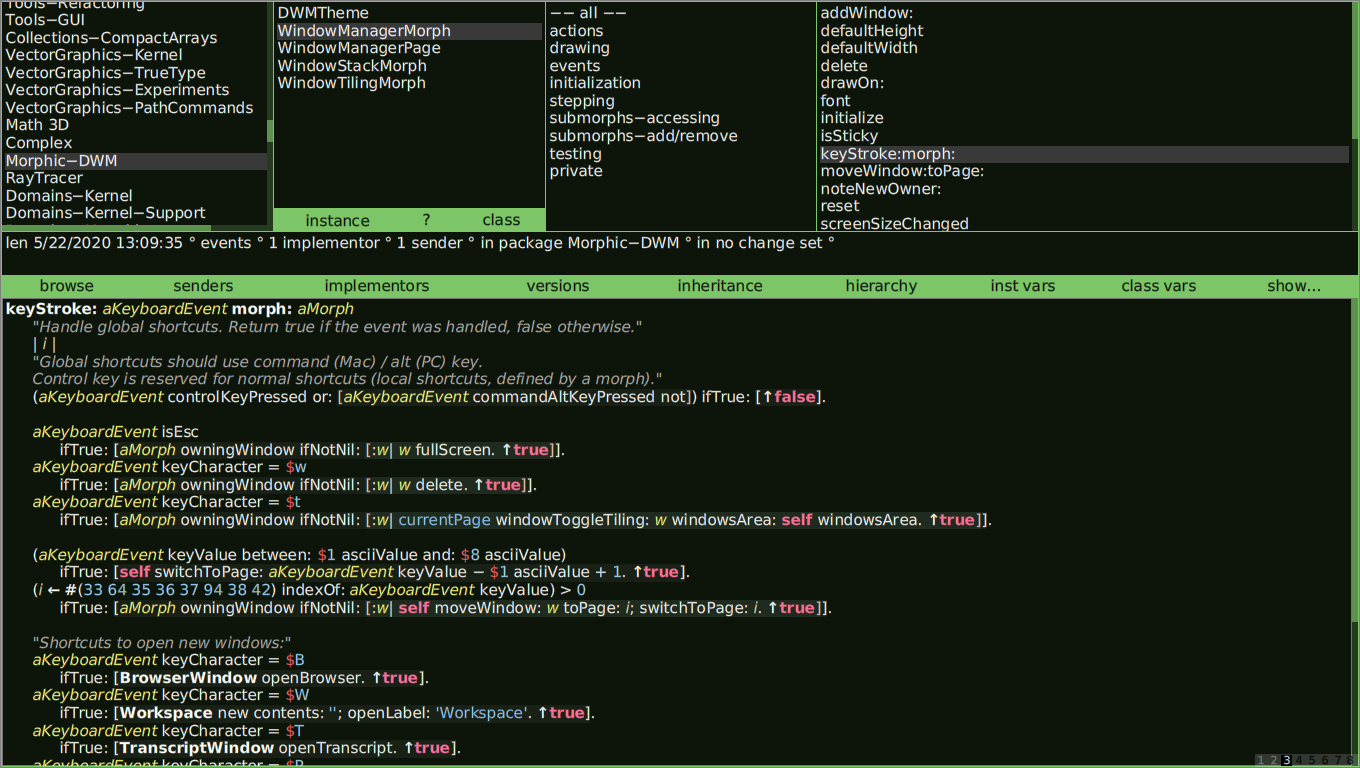 Tools−Refactoring
Tools−GUI
Collections−CompactArrays
VectorGraphics−Kernel
VectorGraphics−TrueType
VectorGraphics−Experiments
VectorGraphics−PathCommands
Math 3D
Complex
Morphic−DWM
RayTracer
Domains−Kernel
Domains−Kernel−Support
DWMTheme
WindowManagerMorph
WindowManagerPage
WindowStackMorph
WindowTilingMorph
instance ? class
−− all −−
actions
drawing
events
initialization
stepping
submorphs−accessing
submorphs−add/remove
testing
private
addWindow:
defaultHeight
defaultWidth
delete
drawOn:
font
initialize
isSticky
keyStroke:morph:
moveWindow:toPage:
noteNewOwner:
reset
screenSizeChanged
len 5/22/2020 13:09:35 ° events ° 1 implementor ° 1 sender ° in package Morphic−DWM ° in no change set °
browse senders implementors versions inheritance hierarchy inst vars class vars show...
keyStroke: aKeyboardEvent morph: aMorph
"Handle global shortcuts. Return true if the event was handled, false otherwise."
| i |
"Global shortcuts should use command (Mac) / alt (PC) key.
Control key is reserved for normal shortcuts (local shortcuts, defined by a morph)."
(aKeyboardEvent controlKeyPressed or: [aKeyboardEvent commandAltKeyPressed not]) ifTrue: [↑false].
aKeyboardEvent isEsc
ifTrue: [aMorph owningWindow ifNotNil: [:w| w fullScreen. ↑true]].
aKeyboardEvent keyCharacter = $w
ifTrue: [aMorph owningWindow ifNotNil: [:w| w delete. ↑true]].
aKeyboardEvent keyCharacter = $t
ifTrue: [aMorph owningWindow ifNotNil: [:w| currentPage windowToggleTiling: w windowsArea: self windowsArea. ↑true]].
(aKeyboardEvent keyValue between: $1 asciiValue and: $8 asciiValue)
ifTrue: [self switchToPage: aKeyboardEvent keyValue − $1 asciiValue + 1. ↑true].
(i ← #(33 64 35 36 37 94 38 42) indexOf: aKeyboardEvent keyValue) > 0
ifTrue: [aMorph owningWindow ifNotNil: [:w| self moveWindow: w toPage: i; switchToPage: i. ↑true]].
"Shortcuts to open new windows:"
aKeyboardEvent keyCharacter = $B
ifTrue: [BrowserWindow openBrowser. ↑true].
aKeyboardEvent keyCharacter = $W
ifTrue: [Workspace new contents: ''; openLabel: 'Workspace'. ↑true].
aKeyboardEvent keyCharacter = $T
ifTrue: [TranscriptWindow openTranscript. ↑true].
aKeyboardEvent keyCharacter =
1 2 3 4 5 6 7 8